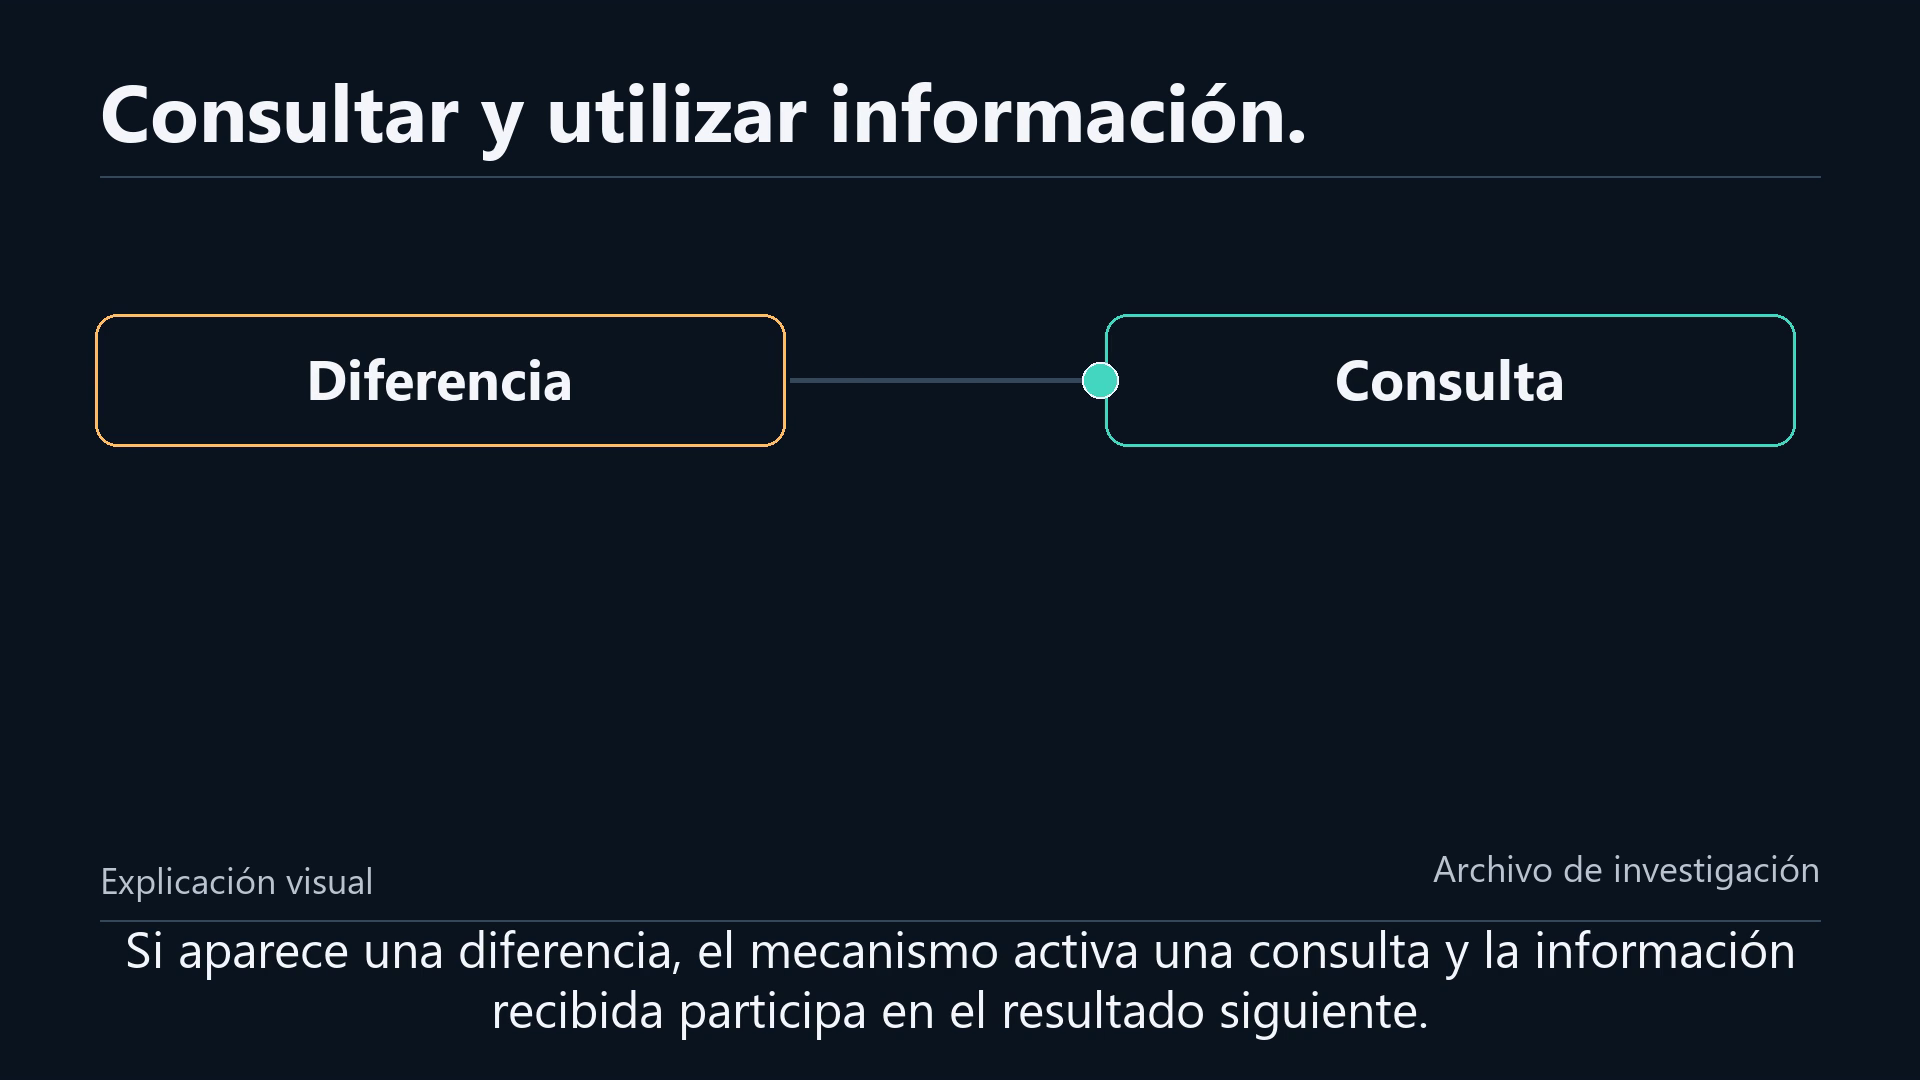 Consultar y utilizar información.
Diferencia
Consulta
Explicación visual
Archivo de investigación
Si aparece una diferencia, el mecanismo activa una consulta y la información
recibida participa en el resultado siguiente.